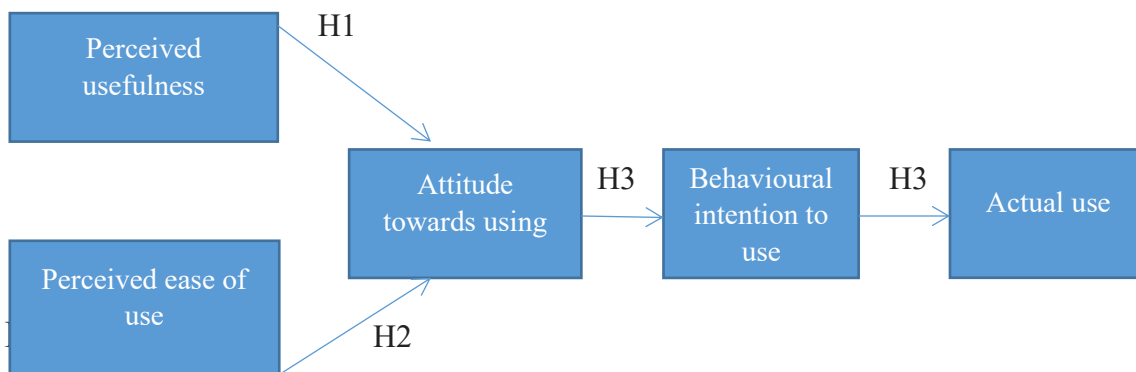 Perceived
usefulness
H1
Attitude
towards using
H3
Behavioural
intention to
use
H3
Actual use
Perceived ease of
use
H2